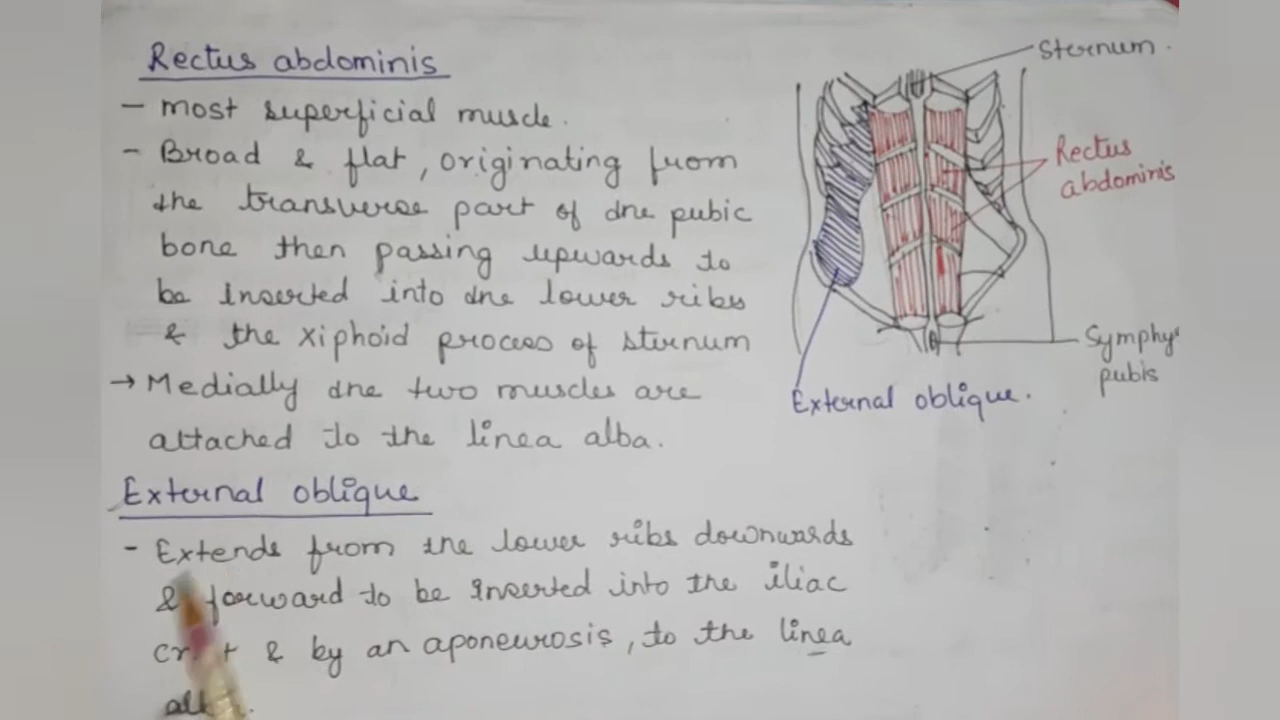 Rectus abdominis
- most superficial muscle.
- Broad & flat, originating from
the transverse part of the pubic
bone then passing upwards to
be inserted into the lower ribs
& the xiphoid process of sternum
→ Medially the two muscles are
attached to the linea alba.
External oblique
- Extends from the lower ribs downwards
& forward to be inserted into the iliac
& by an aponeurosis, to the linea
Sternum.
Rectus
abdominis
Symphy
pubis
External oblique.